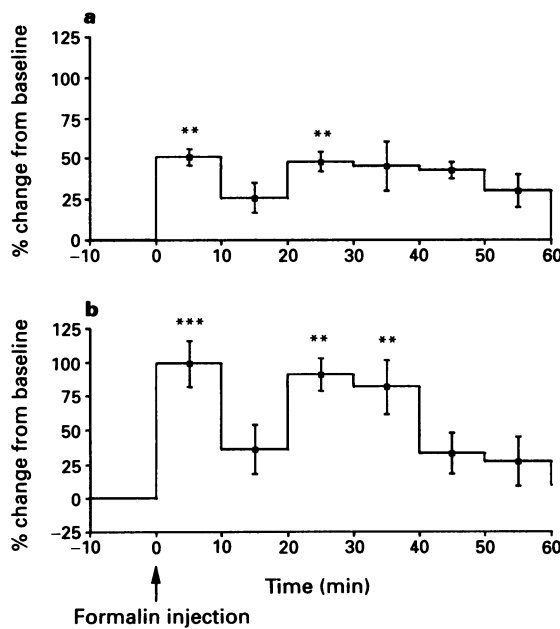 a
% change from baseline
125
100
75
50
25
0
** **
-10 0 10 20 30 40 50 60
b
% change from baseline
125
100
75
50
25
0
-25
*** ** **
-10 0 10 20 30 40 50 60
Time (min)
Formalin injection